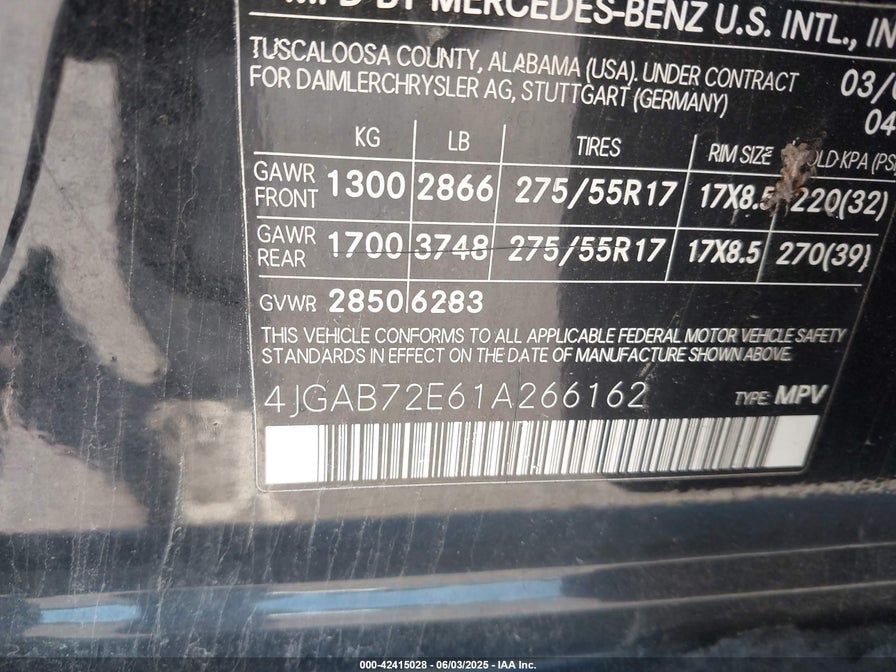 MFD BY MERCEDES-BENZ U.S. INTL., IN
TUSCALOOSA COUNTY, ALABAMA (USA). UNDER CONTRACT
FOR DAIMLERCHRYSLER AG, STUTTGART (GERMANY)
03/0
04
KG LB TIRES RIM SIZE OLD KPA (PS
GAWR FRONT 1300 2866 275/55R17 17X8.5 220(32)
GAWR REAR 1700 3748 275/55R17 17X8.5 270(39)
GVWR 2850 6283
THIS VEHICLE CONFORMS TO ALL APPLICABLE FEDERAL MOTOR VEHICLE SAFETY
STANDARDS IN EFFECT ON THE DATE OF MANUFACTURE SHOWN ABOVE.
4JGAB72E61A266162 TYPE: MPV
000-42415028 - 06/03/2025 - IAA Inc.